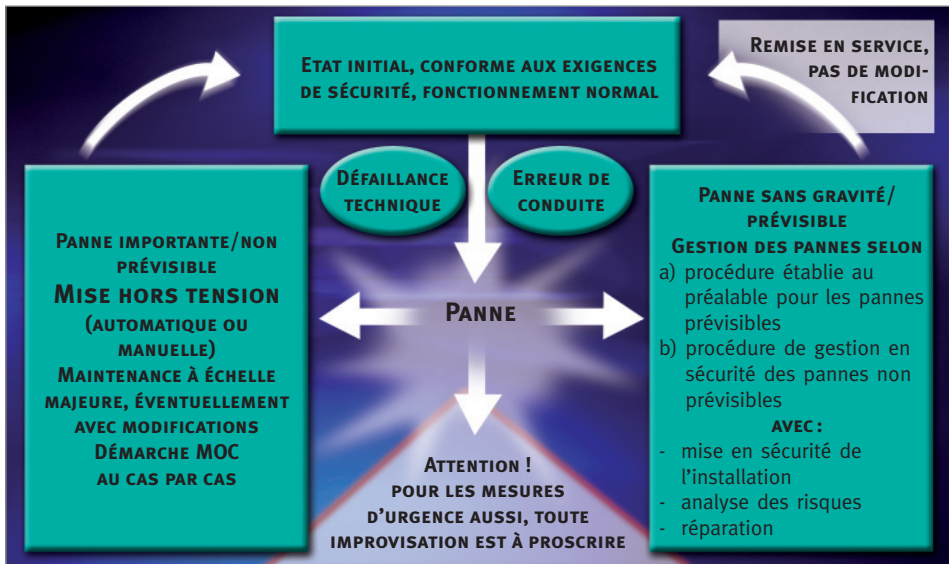 ETAT INITIAL, CONFORME AUX EXIGENCES
DE SÉCURITÉ, FONCTIONNEMENT NORMAL
REMISE EN SERVICE,
PAS DE MODI-
FICATION
DÉFAILLANCE
TECHNIQUE
ERREUR DE
CONDUITE
PANNE IMPORTANTE/NON
PRÉVISIBLE
MISE HORS TENSION
(AUTOMATIQUE OU
MANUELLE)
MAINTENANCE À ÉCHELLE
MAJEURE, ÉVENTUELLEMENT
AVEC MODIFICATIONS
DÉMARCHE MOC
AU CAS PAR CAS
PANNE
ATTENTION !
POUR LES MESURES
D'URGENCE AUSSI, TOUTE
IMPROVISATION EST À PROSCRIRE
PANNE SANS GRAVITÉ/
PRÉVISIBLE
GESTION DES PANNES SELON
a) procédure établie au
préalable pour les pannes
prévisibles
b) procédure de gestion en
sécurité des pannes non
prévisibles
AVEC :
- mise en sécurité de
l'installation
- analyse des risques
- réparation